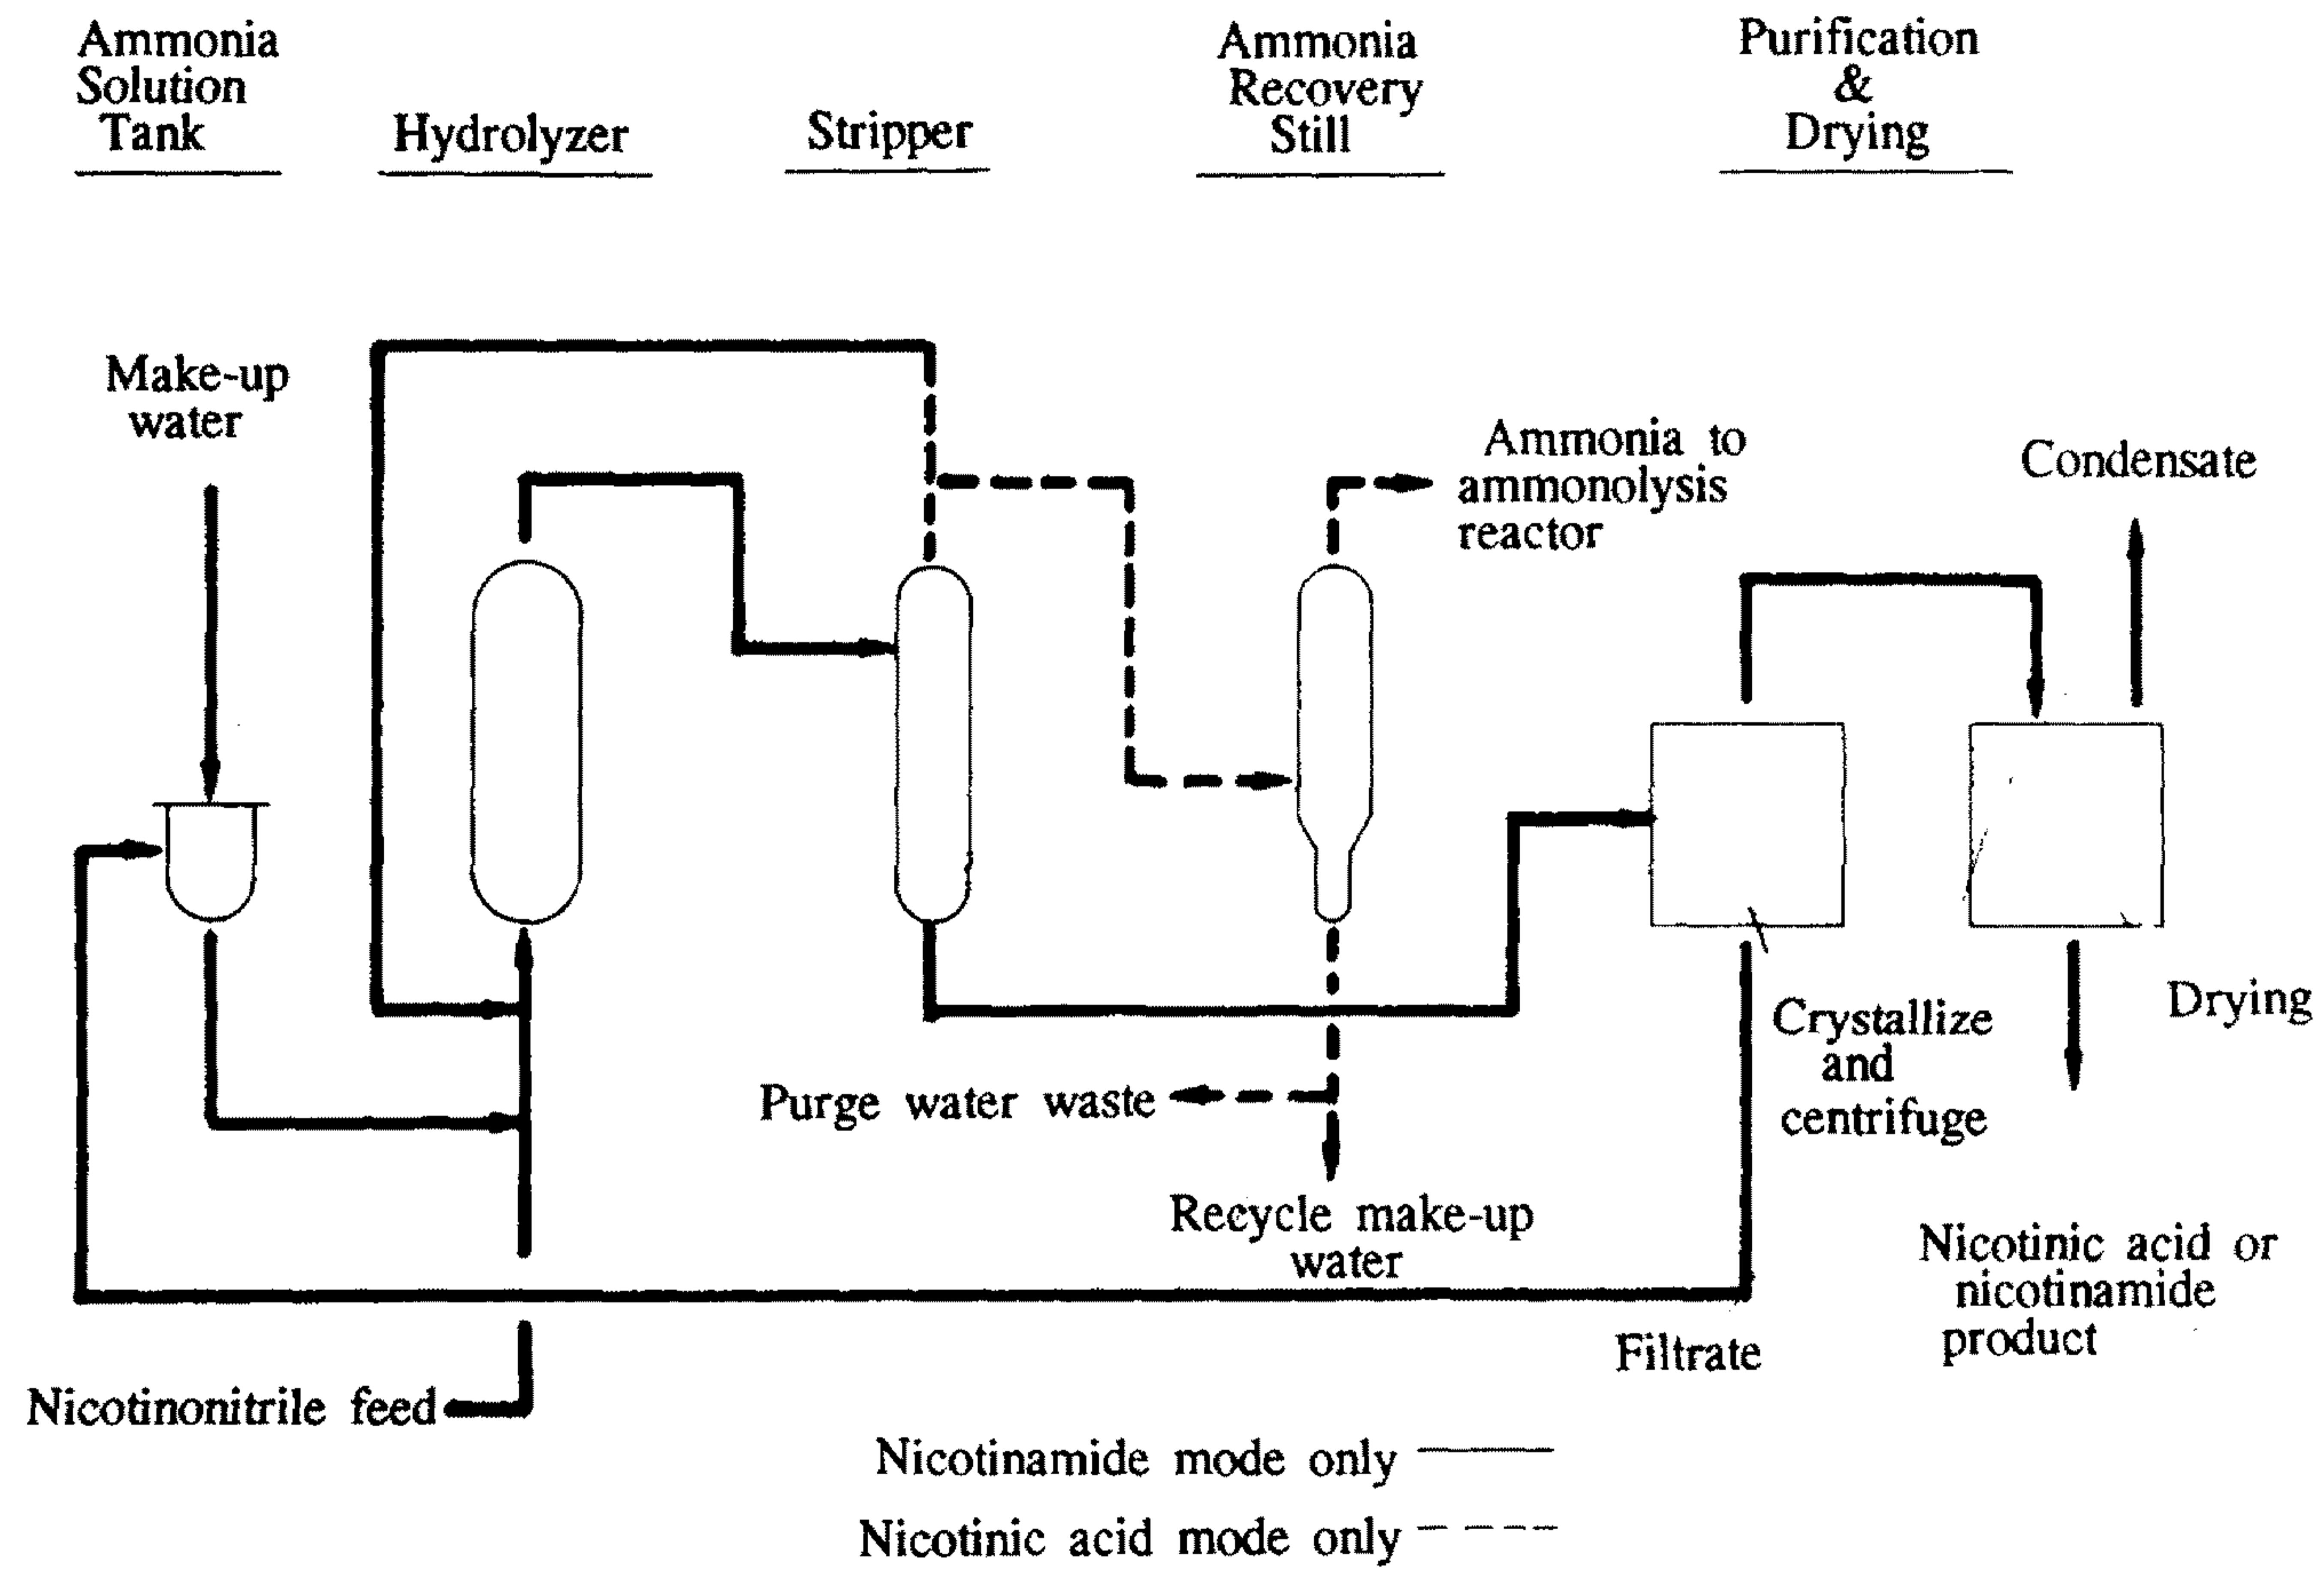 Ammonia
Solution
Tank
Hydrolyzer
Stripper
Ammonia
Recovery
Still
Purification
&
Drying
Make-up
water
Ammonia to
ammonolysis
reactor
Condensate
Purge water waste
Recycle make-up
water
Crystallize
and
centrifuge
Drying
Nicotinic acid or
nicotinamide
product
Filtrate
Nicotinonitrile feed
Nicotinamide mode only
Nicotinic acid mode only